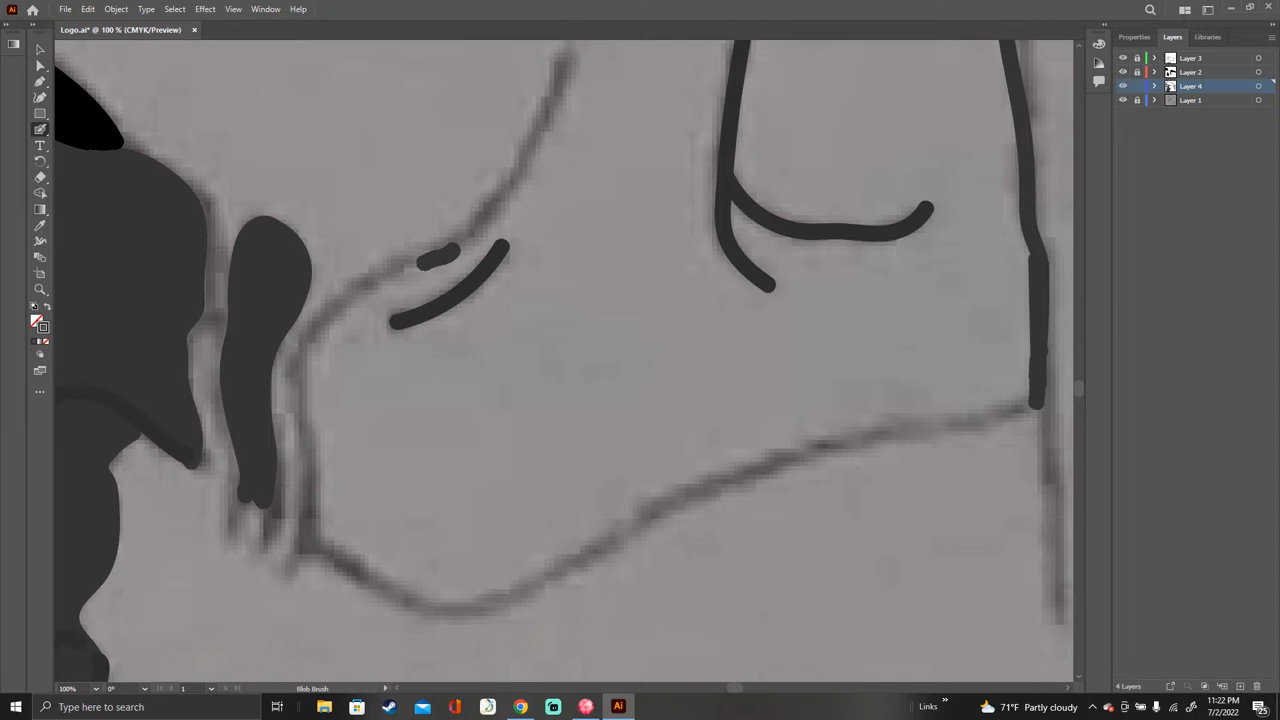 Ai
File Edit Object Type Select Effect View Window Help
Logo.ai* @ 100 % (CMYK/Preview) ×
Properties Layers Libraries
Layer 3
Layer 2
Layer 4
Layer 1
T
4 Layers
100% 0° 1 Blob Brush
Type here to search
Ai
Links
71°F Partly cloudy
11:22 PM
7/2/2022